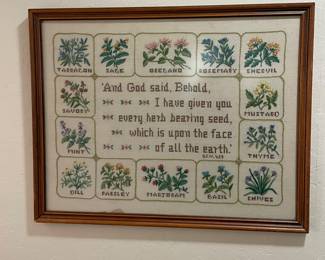 TARRAGON SAGE OREGANO ROSEMARY CHERVIL
'And God said, Behold,
SAVORY I have given you MUSTARD
every herb bearing seed,
MINT which is upon the face THYME
of all the earth.'
DILL PARSLEY MARJORAM BASIL CHIVES